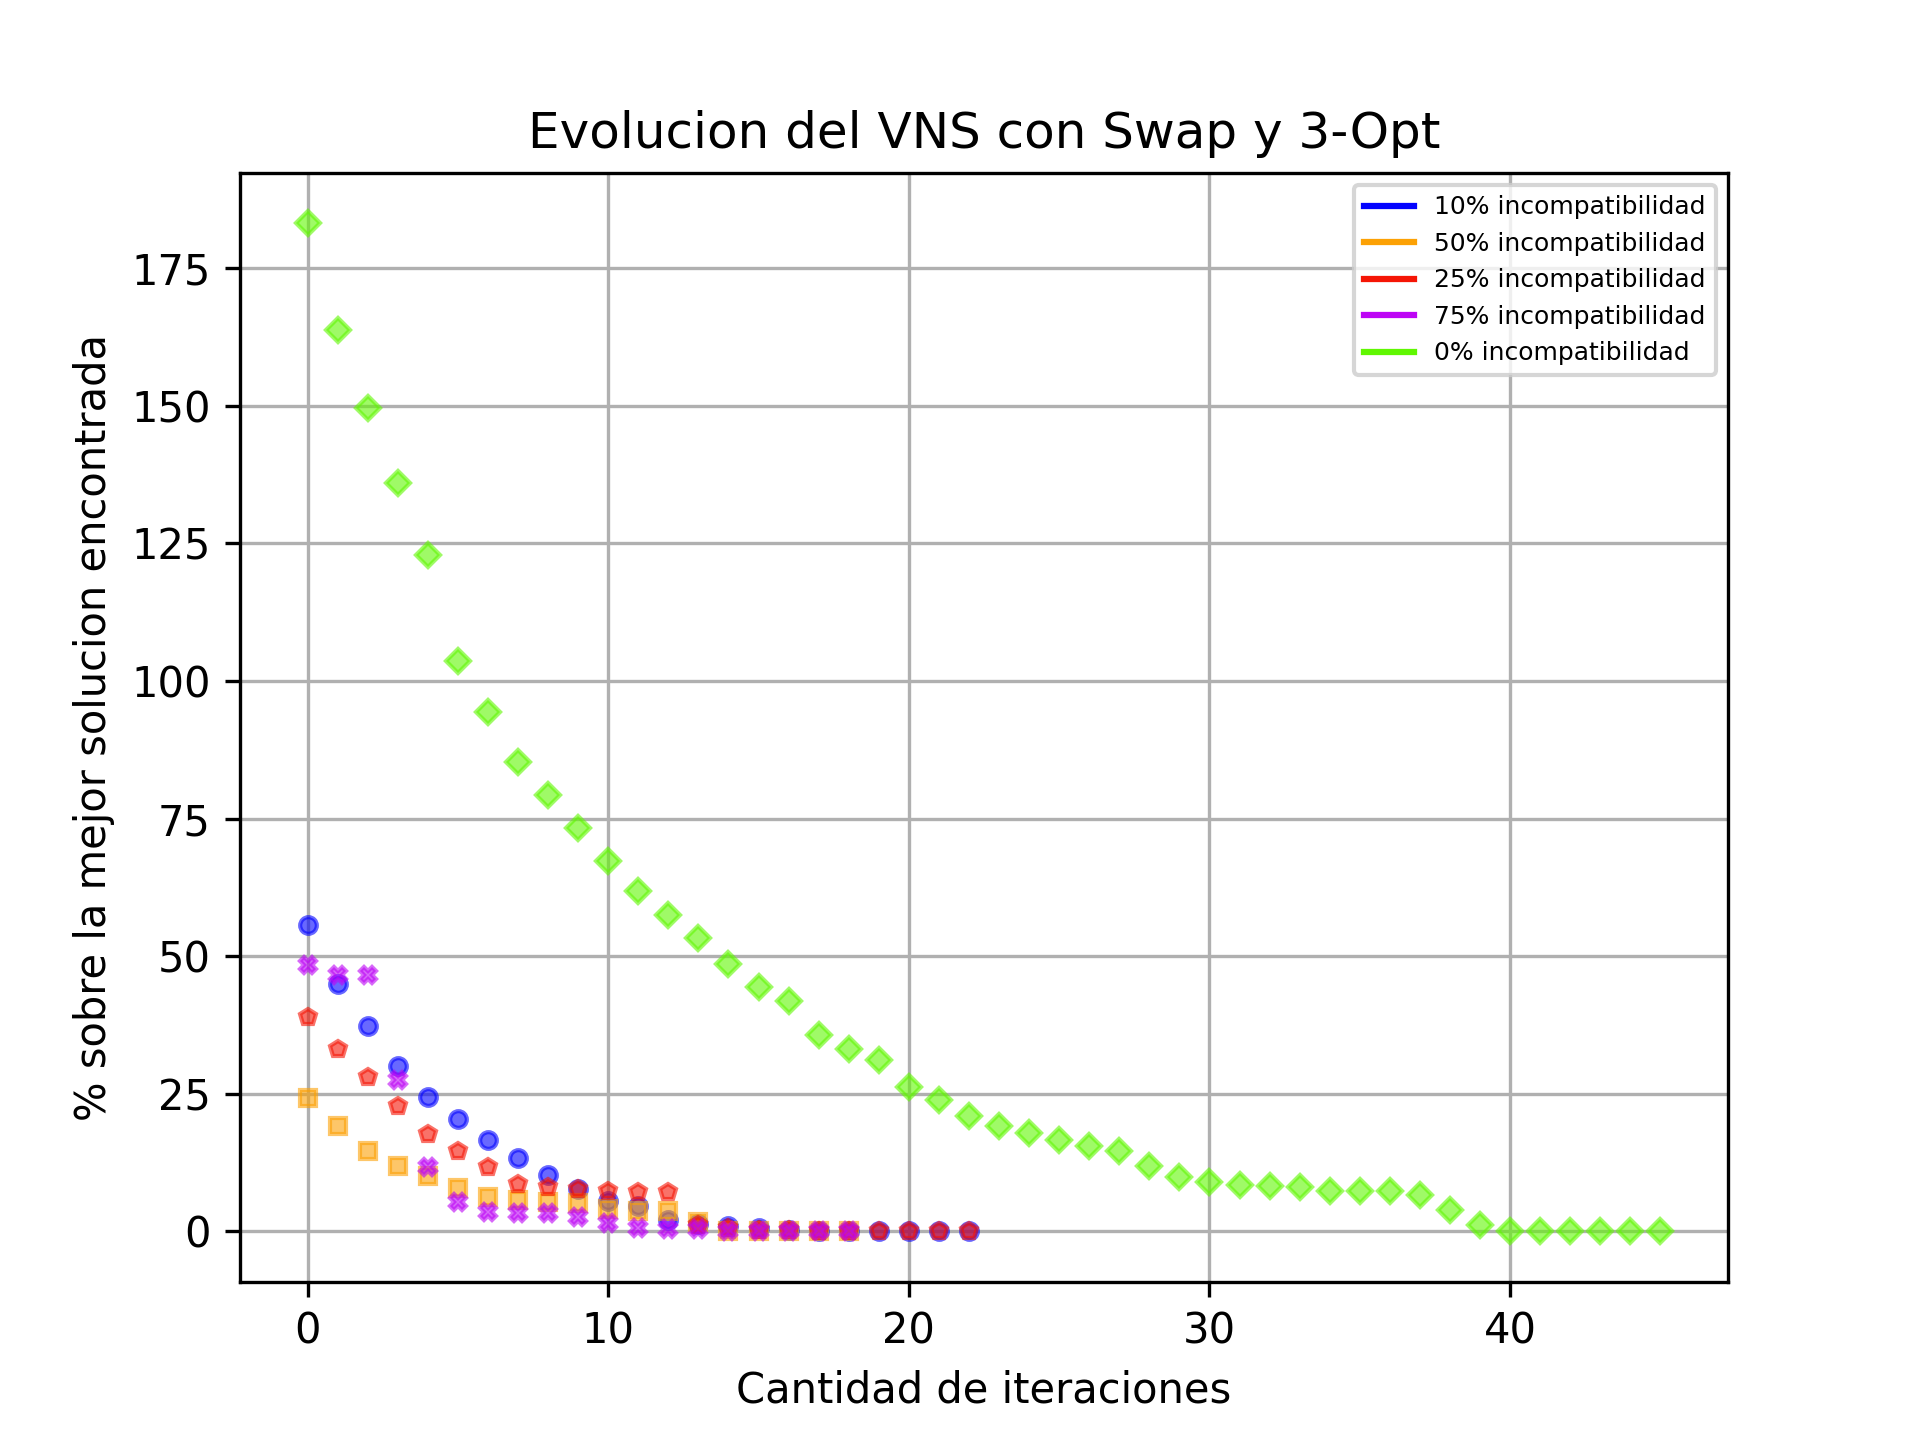 Evolucion del VNS con Swap y 3-Opt
10% incompatibilidad
50% incompatibilidad
25% incompatibilidad
75% incompatibilidad
0% incompatibilidad
% sobre la mejor solucion encontrada
175
150
125
100
75
50
25
0
0 10 20 30 40
Cantidad de iteraciones